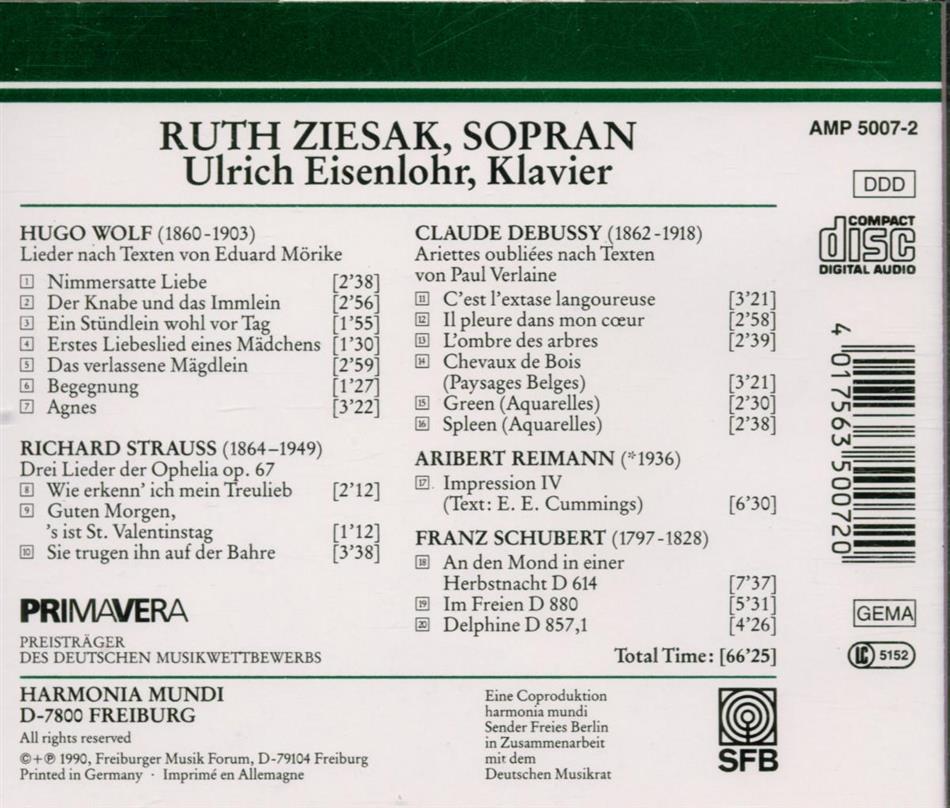 RUTH ZIESAK, SOPRAN
Ulrich Eisenlohr, Klavier
AMP 5007-2
DDD
COMPACT
disc
DIGITAL AUDIO
HUGO WOLF (1860-1903)
Lieder nach Texten von Eduard Mörike
1 Nimmersatte Liebe [2'38]
2 Der Knabe und das Immlein [2'56]
3 Ein Stündlein wohl vor Tag [1'55]
4 Erstes Liebeslied eines Mädchens [1'30]
5 Das verlassene Mägdlein [2'59]
6 Begegnung [1'27]
7 Agnes [3'22]
RICHARD STRAUSS (1864–1949)
Drei Lieder der Ophelia op. 67
8 Wie erkenn' ich mein Treulieb [2'12]
9 Guten Morgen,
's ist St. Valentinstag [1'12]
10 Sie trugen ihn auf der Bahre [3'38]
PRIMAVERA
PREISTRÄGER
DES DEUTSCHEN MUSIKWETTBEWERBS
CLAUDE DEBUSSY (1862-1918)
Ariettes oubliées nach Texten
von Paul Verlaine
11 C'est l'extase langoureuse [3'21]
12 Il pleure dans mon cœur [2'58]
13 L'ombre des arbres [2'39]
14 Chevaux de Bois
(Paysages Belges) [3'21]
15 Green (Aquarelles) [2'30]
16 Spleen (Aquarelles) [2'38]
ARIBERT REIMANN (*1936)
17 Impression IV
(Text: E. E. Cummings) [6'30]
FRANZ SCHUBERT (1797-1828)
18 An den Mond in einer
Herbstnacht D 614 [7'37]
19 Im Freien D 880 [5'31]
20 Delphine D 857,1 [4'26]
Total Time: [66'25]
4 017563 500720
GEMA
LC 5152
HARMONIA MUNDI
D-7800 FREIBURG
All rights reserved
©+℗ 1990, Freiburger Musik Forum, D-79104 Freiburg
Printed in Germany · Imprimé en Allemagne
Eine Coproduktion
harmonia mundi
Sender Freies Berlin
in Zusammenarbeit
mit dem
Deutschen Musikrat
SFB